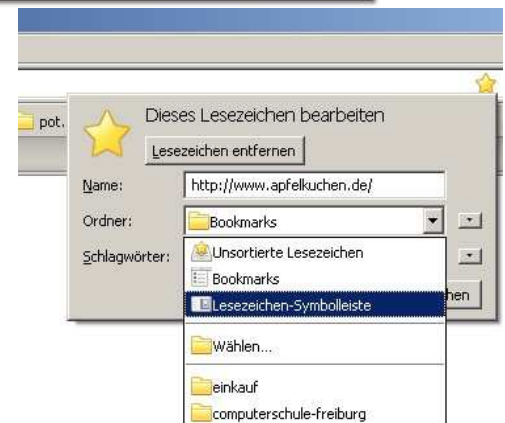 pot.
Dieses Lesezeichen bearbeiten
Lesezeichen entfernen
Name: http://www.apfelkuchen.de/
Ordner: Bookmarks
Schlagwörter:
Unsortierte Lesezeichen
Bookmarks
Lesezeichen-Symbolleiste
hen
Wählen...
einkauf
computerschule-freiburg